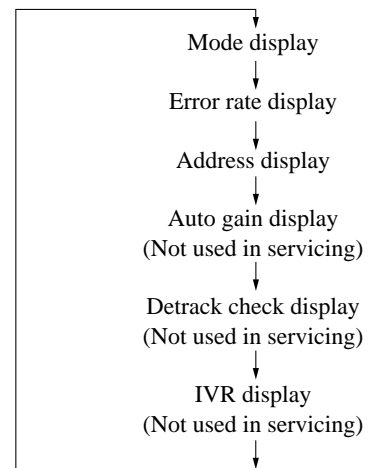 Mode display
Error rate display
Address display
Auto gain display
(Not used in servicing)
Detrack check display
(Not used in servicing)
IVR display
(Not used in servicing)